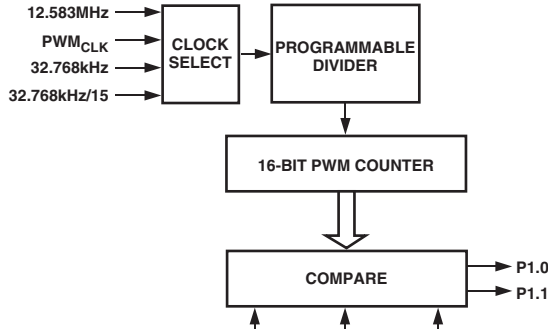 12.583MHz
PWM_CLK
32.768kHz
32.768kHz/15
CLOCK
SELECT
PROGRAMMABLE
DIVIDER
16-BIT PWM COUNTER
COMPARE
P1.0
P1.1